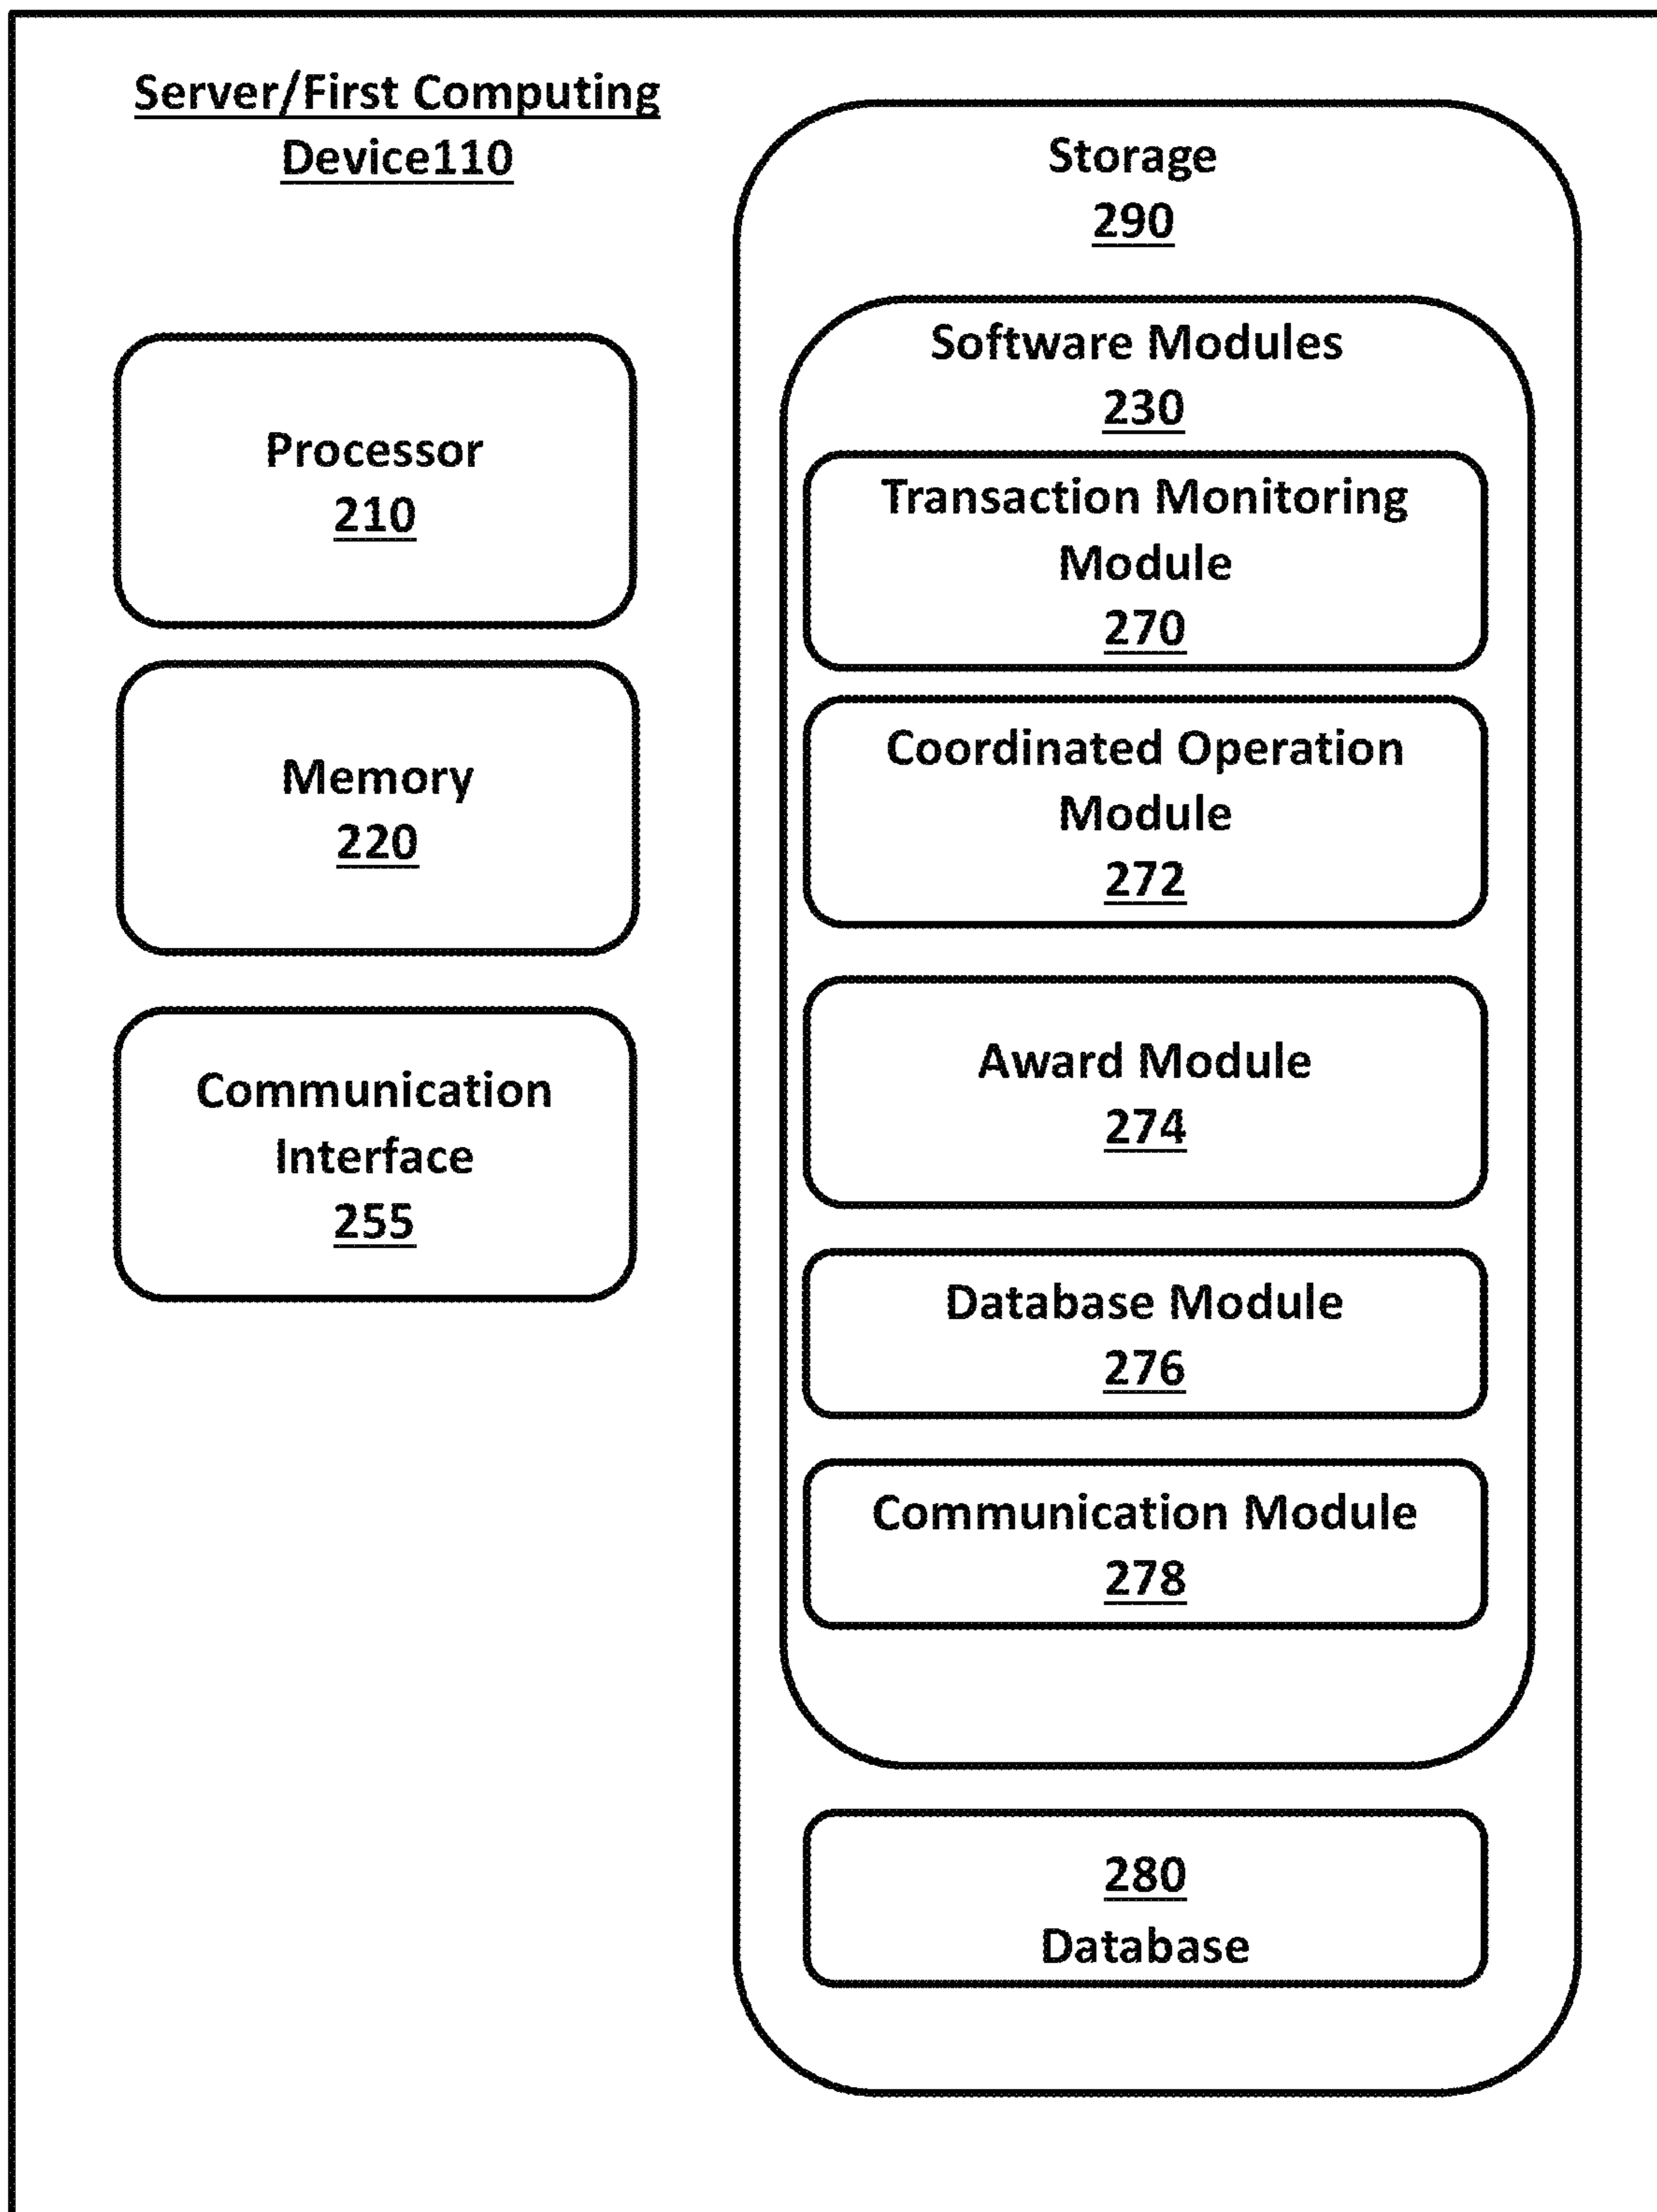 Server/First Computing
Device110
Processor
210
Memory
220
Communication
Interface
255
Storage
290
Software Modules
230
Transaction Monitoring
Module
270
Coordinated Operation
Module
272
Award Module
274
Database Module
276
Communication Module
278
280
Database